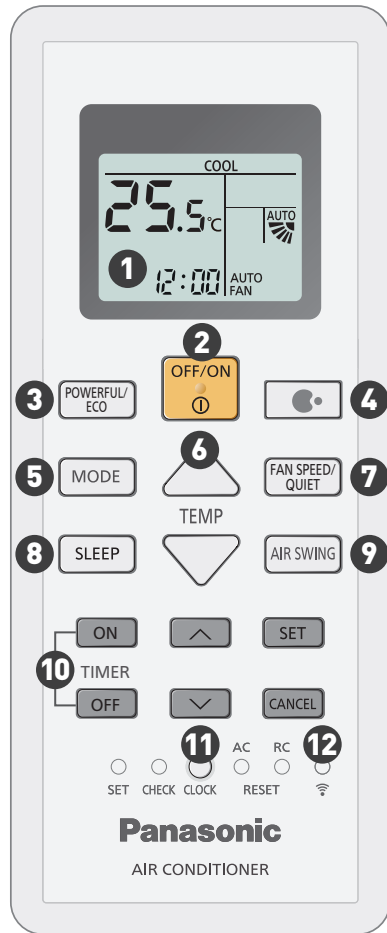 COOL
25.5℃
AUTO
1
12:00
AUTO
FAN
2
OFF/ON
3
POWERFUL/
ECO
4
5
MODE
6
7
FAN SPEED/
QUIET
TEMP
8
SLEEP
9
AIR SWING
ON
SET
10
TIMER
OFF
CANCEL
11
AC
RC
12
SET
CHECK
CLOCK
RESET
Panasonic
AIR CONDITIONER